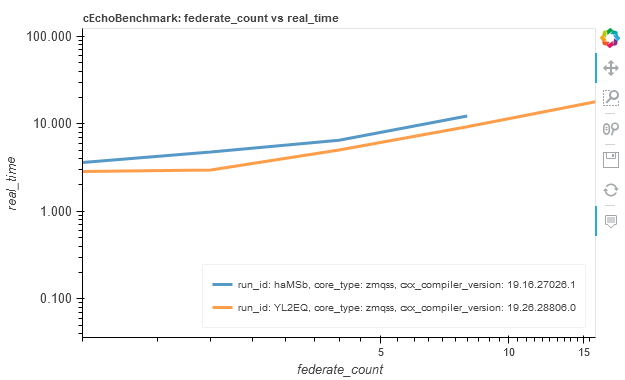 cEchoBenchmark: federate_count vs real_time
100.000
10.000
1.000
0.100
real_time
run_id: haMSb, core_type: zmqss, cxx_compiler_version: 19.16.27026.1
run_id: YL2EQ, core_type: zmqss, cxx_compiler_version: 19.26.28806.0
5
10
15
federate_count